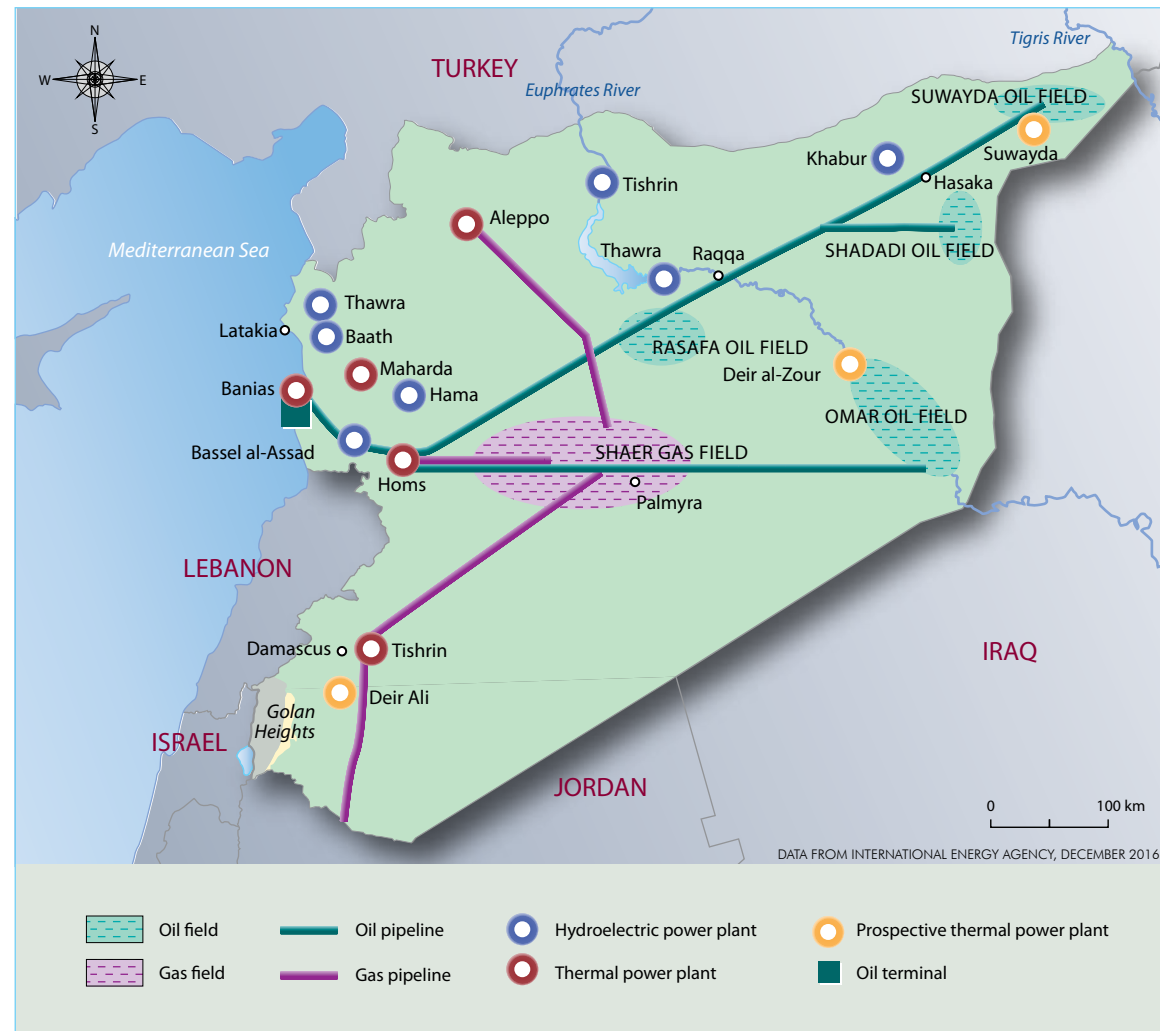 N
W
E
S
TURKEY
Tigris River
Euphrates River
SUWAYDA OIL FIELD
Khabur
Suwayda
Tishrin
Hasaka
Aleppo
Mediterranean Sea
Thawra
Raqqa
SHADADI OIL FIELD
Thawra
Latakia
Baath
RASAFA OIL FIELD
Maharda
Deir al-Zour
Banias
Hama
OMAR OIL FIELD
Bassel al-Assad
SHAER GAS FIELD
Homs
Palmyra
LEBANON
Damascus
Tishrin
IRAQ
Deir Ali
Golan
Heights
ISRAEL
JORDAN
0
100 km
DATA FROM INTERNATIONAL ENERGY AGENCY, DECEMBER 2016
Oil field
Oil pipeline
Hydroelectric power plant
Prospective thermal power plant
Gas field
Gas pipeline
Thermal power plant
Oil terminal